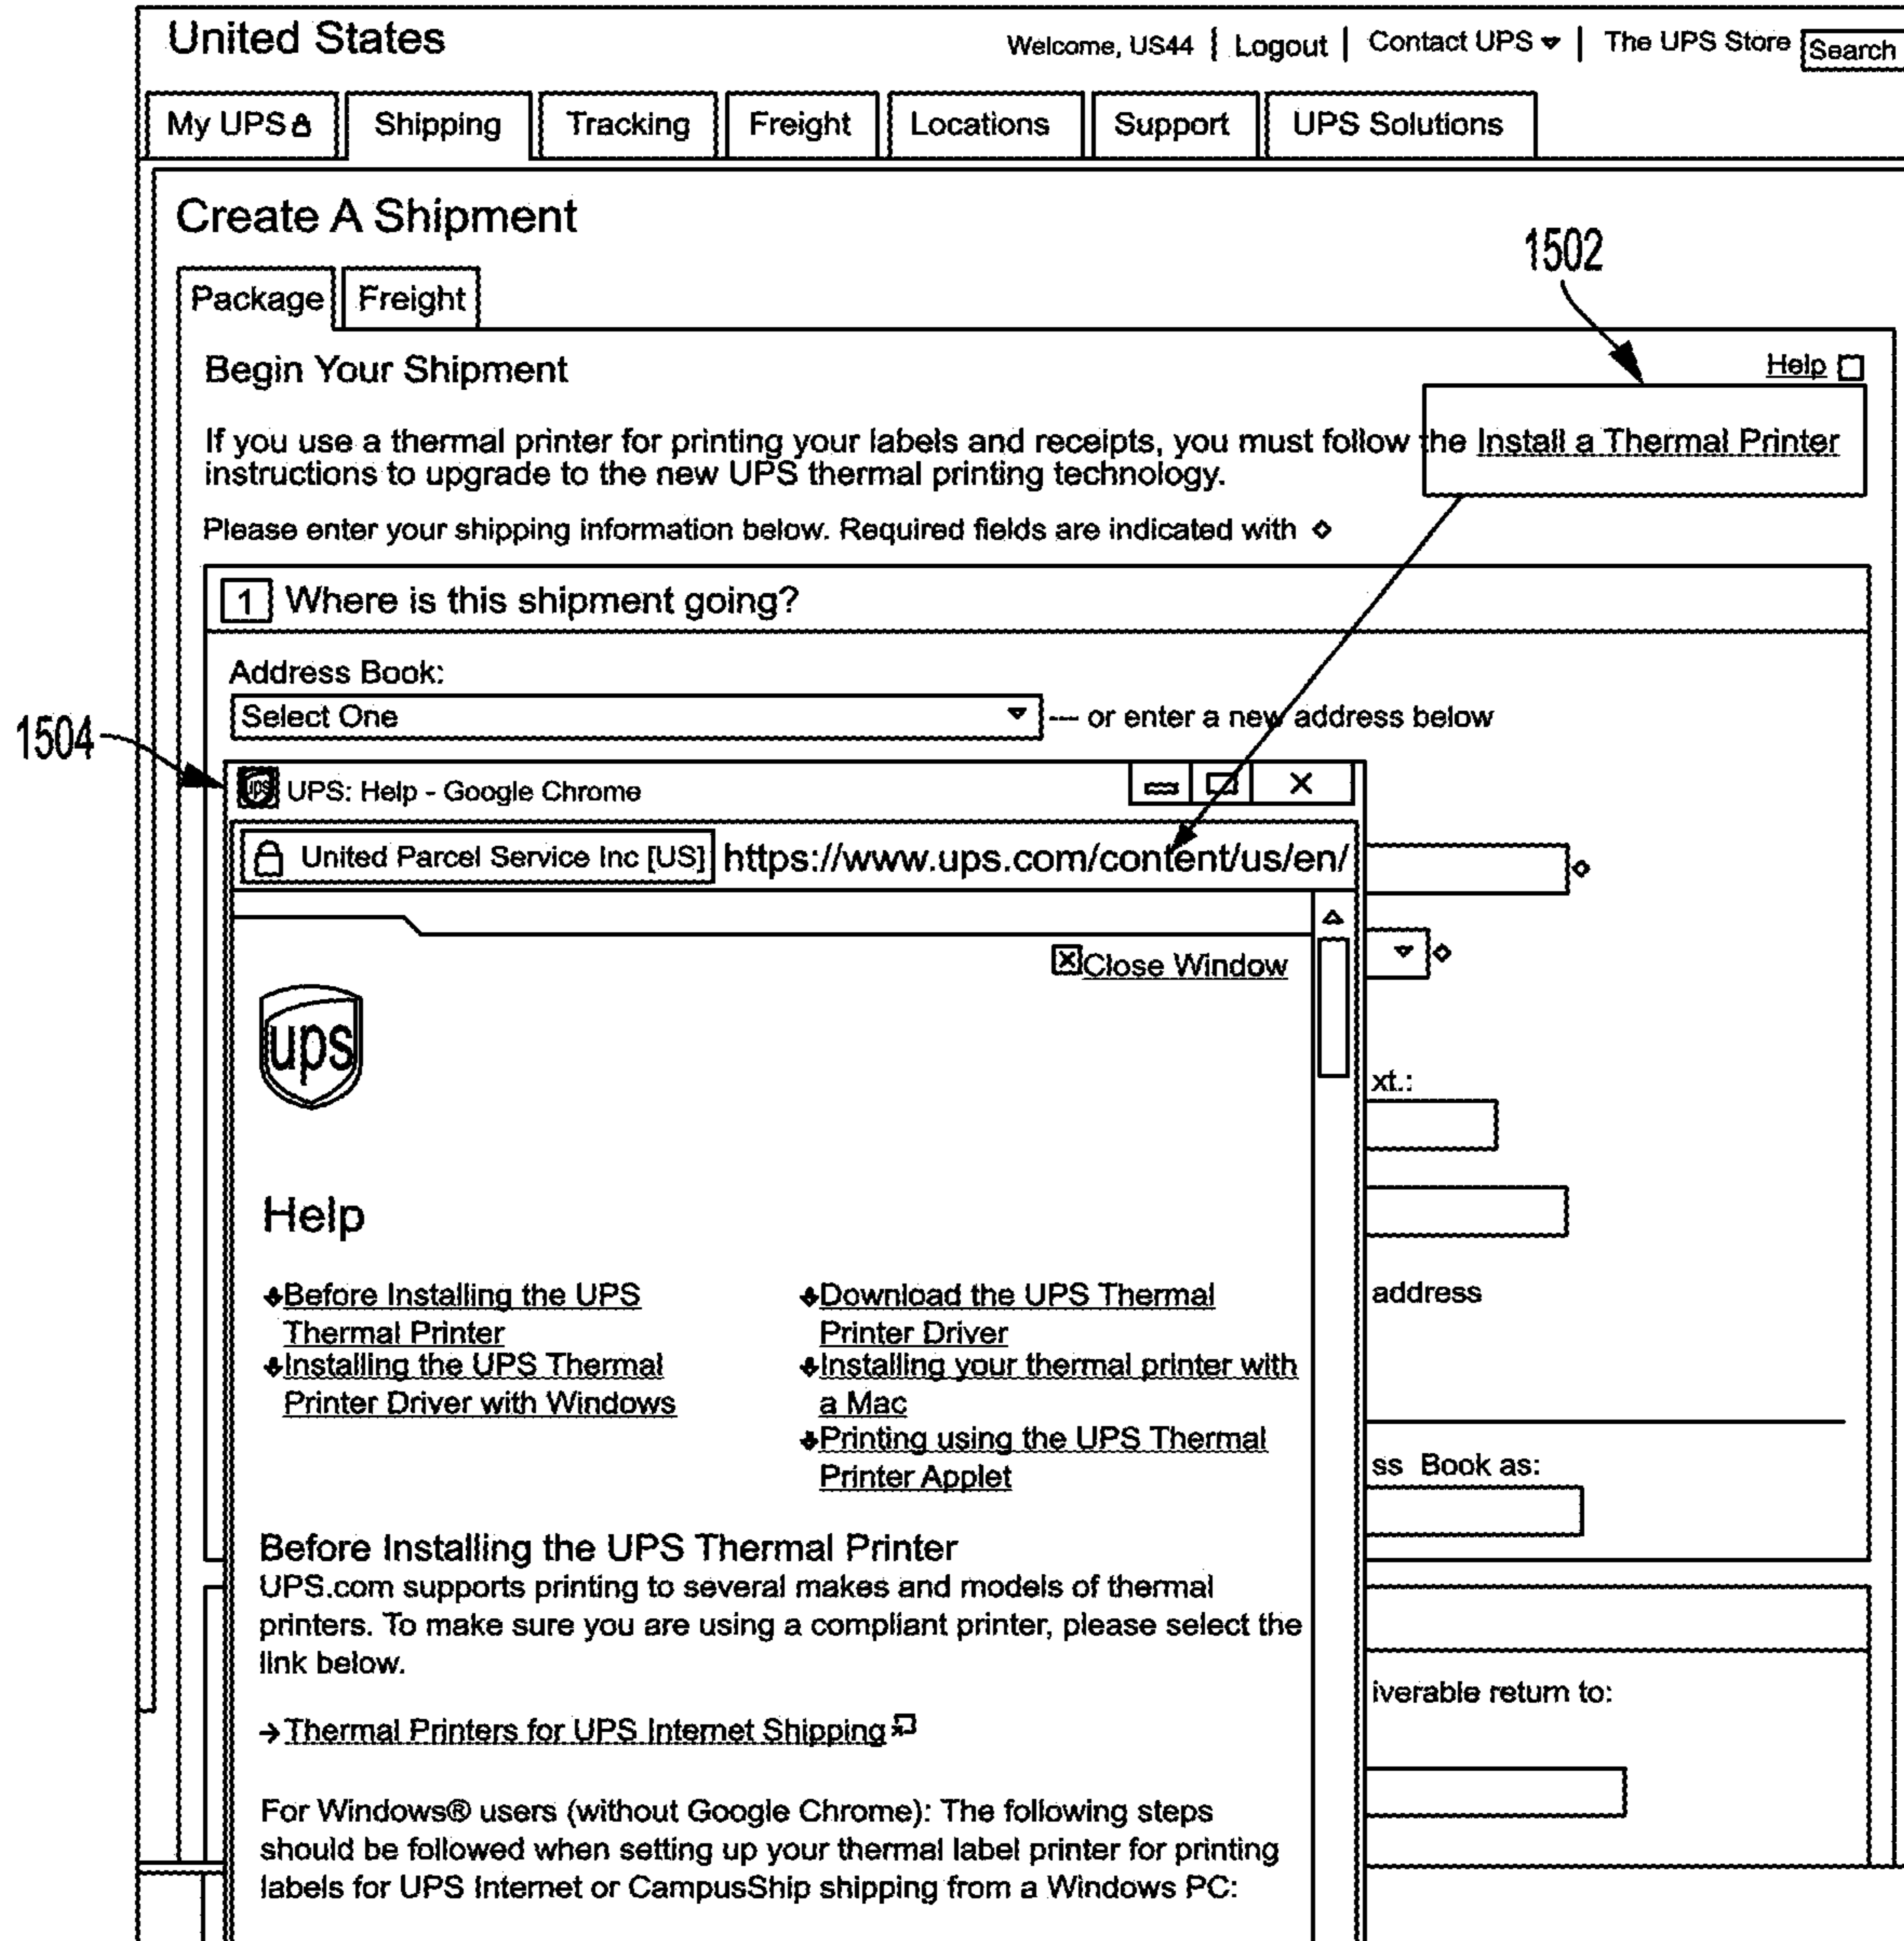 United States
Welcome, US44 | Logout | Contact UPS | The UPS Store Search
My UPS Shipping Tracking Freight Locations Support UPS Solutions
Create A Shipment
1502
Package Freight
Begin Your Shipment
Help
If you use a thermal printer for printing your labels and receipts, you must follow the Install a Thermal Printer
instructions to upgrade to the new UPS thermal printing technology.
Please enter your shipping information below. Required fields are indicated with ◇
1 Where is this shipment going?
Address Book:
Select One --- or enter a new address below
1504
ups UPS: Help - Google Chrome X
United Parcel Service Inc [US] https://www.ups.com/content/us/en/
Close Window
ups
xt.:
Help
Before Installing the UPS
Thermal Printer
Installing the UPS Thermal
Printer Driver with Windows
Download the UPS Thermal
Printer Driver
Installing your thermal printer with
a Mac
Printing using the UPS Thermal
Printer Applet
address
ss Book as:
Before Installing the UPS Thermal Printer
UPS.com supports printing to several makes and models of thermal
printers. To make sure you are using a compliant printer, please select the
link below.
iverable return to:
→Thermal Printers for UPS Internet Shipping
For Windows® users (without Google Chrome): The following steps
should be followed when setting up your thermal label printer for printing
labels for UPS Internet or CampusShip shipping from a Windows PC: